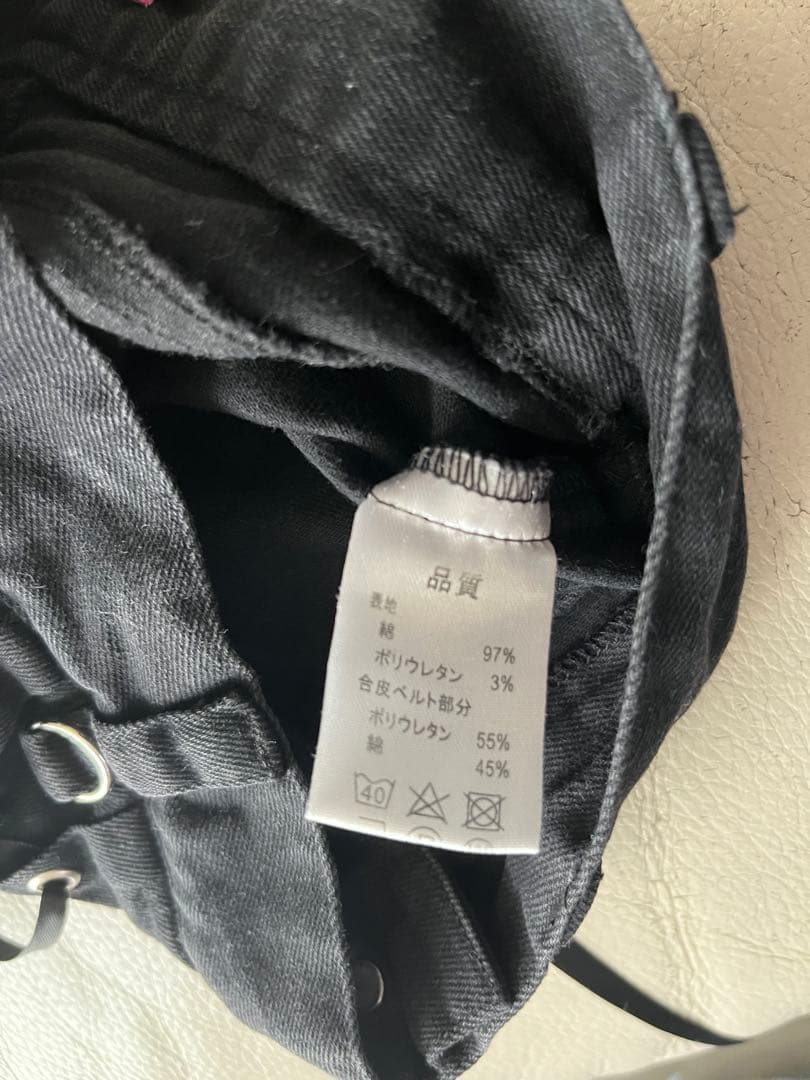 品質
表地
綿 97%
ポリウレタン 3%
合皮ベルト部分
ポリウレタン 55%
綿 45%
40